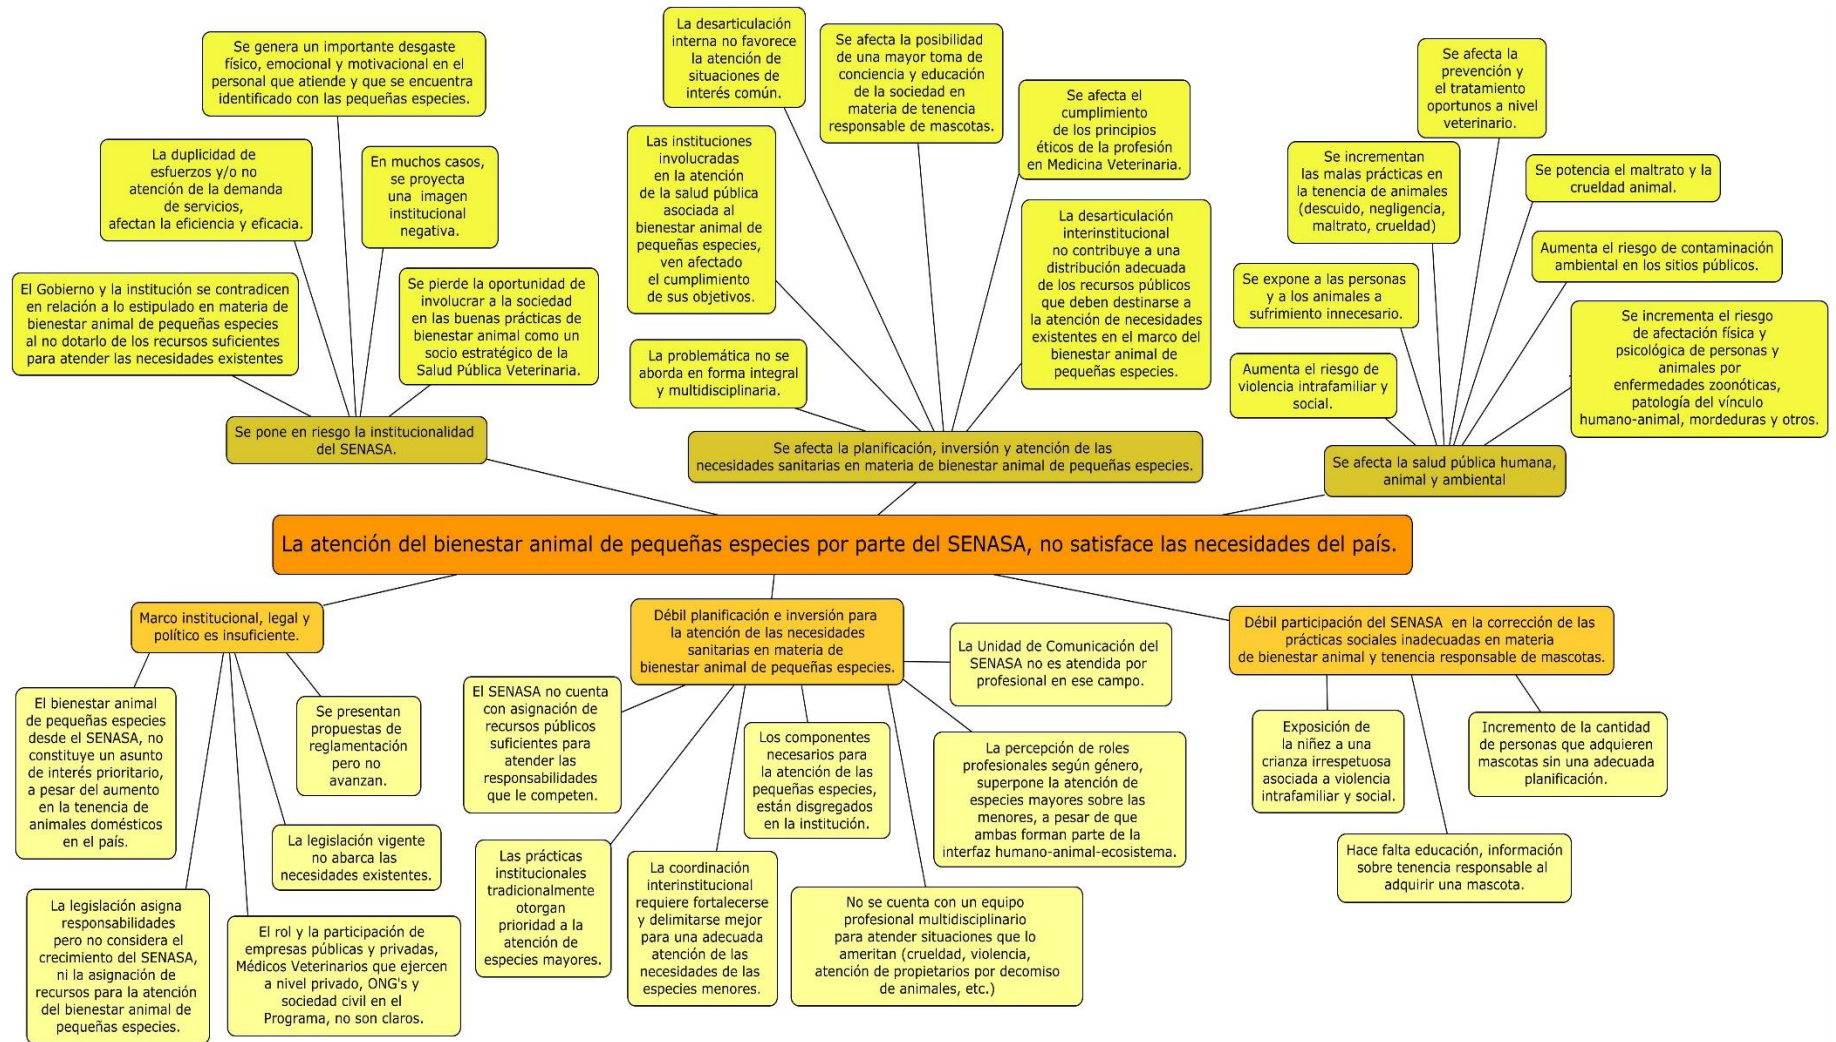 Se genera un importante desgaste
físico, emocional y motivacional en el
personal que atiende y que se encuentra
identificado con las pequeñas especies.
La duplicidad de
esfuerzos y/o no
atención de la demanda
de servicios,
afectan la eficiencia y eficacia.
En muchos casos,
se proyecta
una imagen
institucional
negativa.
El Gobierno y la institución se contradicen
en relación a lo estipulado en materia de
bienestar animal de pequeñas especies
al no dotarlo de los recursos suficientes
para atender las necesidades existentes
Se pierde la oportunidad de
involucrar a la sociedad
en las buenas prácticas de
bienestar animal como un
socio estratégico de la
Salud Pública Veterinaria.
Se pone en riesgo la institucionalidad
del SENASA.
La desarticulación
interna no favorece
la atención de
situaciones de
interés común.
Se afecta la posibilidad
de una mayor toma de
conciencia y educación
de la sociedad en
materia de tenencia
responsable de mascotas.
Se afecta el
cumplimiento
de los principios
éticos de la profesión
en Medicina Veterinaria.
Las instituciones
involucradas
en la atención
de la salud pública
asociada al
bienestar animal de
pequeñas especies,
ven afectado
el cumplimiento
de sus objetivos.
La desarticulación
interinstitucional
no contribuye a una
distribución adecuada
de los recursos públicos
que deben destinarse a
la atención de necesidades
existentes en el marco del
bienestar animal de
pequeñas especies.
La problemática no se
aborda en forma integral
y multidisciplinaria.
Se afecta la planificación, inversión y atención de las
necesidades sanitarias en materia de bienestar animal de pequeñas especies.
Se afecta la
prevención y
el tratamiento
oportunos a nivel
veterinario.
Se incrementan
las malas prácticas en
la tenencia de animales
(descuido, negligencia,
maltrato, crueldad)
Se potencia el maltrato y la
crueldad animal.
Aumenta el riesgo de contaminación
ambiental en los sitios públicos.
Se expone a las personas
y a los animales a
sufrimiento innecesario.
Se incrementa el riesgo
de afectación física y
psicológica de personas y
animales por
enfermedades zoonóticas,
patología del vínculo
humano-animal, mordeduras y otros.
Aumenta el riesgo de
violencia intrafamiliar y
social.
Se afecta la salud pública humana,
animal y ambiental
La atención del bienestar animal de pequeñas especies por parte del SENASA, no satisface las necesidades del país.
Marco institucional, legal y
político es insuficiente.
El bienestar animal
de pequeñas especies
desde el SENASA, no
constituye un asunto
de interés prioritario,
a pesar del aumento
en la tenencia de
animales domésticos
en el país.
Se presentan
propuestas de
reglamentación
pero no
avanzan.
La legislación vigente
no abarca las
necesidades existentes.
La legislación asigna
responsabilidades
pero no considera el
crecimiento del SENASA,
ni la asignación de
recursos para la atención
del bienestar animal de
pequeñas especies.
El rol y la participación de
empresas públicas y privadas,
Médicos Veterinarios que ejercen
a nivel privado, ONG's y
sociedad civil en el
Programa, no son claros.
Débil planificación e inversión para
la atención de las necesidades
sanitarias en materia de
bienestar animal de pequeñas especies.
La Unidad de Comunicación del
SENASA no es atendida por
profesional en ese campo.
El SENASA no cuenta
con asignación de
recursos públicos
suficientes para
atender las
responsabilidades
que le competen.
Los componentes
necesarios para
la atención de las
pequeñas especies,
están disgregados
en la institución.
La percepción de roles
profesionales según género,
superpone la atención de
especies mayores sobre las
menores, a pesar de que
ambas forman parte de la
interfaz humano-animal-ecosistema.
Las prácticas
institucionales
tradicionalmente
otorgan
prioridad a la
atención de
especies mayores.
La coordinación
interinstitucional
requiere fortalecerse
y delimitarse mejor
para una adecuada
atención de las
necesidades de las
especies menores.
No se cuenta con un equipo
profesional multidisciplinario
para atender situaciones que lo
ameritan (crueldad, violencia,
atención de propietarios por decomiso
de animales, etc.)
Débil participación del SENASA en la corrección de las
prácticas sociales inadecuadas en materia
de bienestar animal y tenencia responsable de mascotas.
Exposición de
la niñez a una
crianza irrespetuosa
asociada a violencia
intrafamiliar y social.
Incremento de la cantidad
de personas que adquieren
mascotas sin una adecuada
planificación.
Hace falta educación, información
sobre tenencia responsable al
adquirir una mascota.